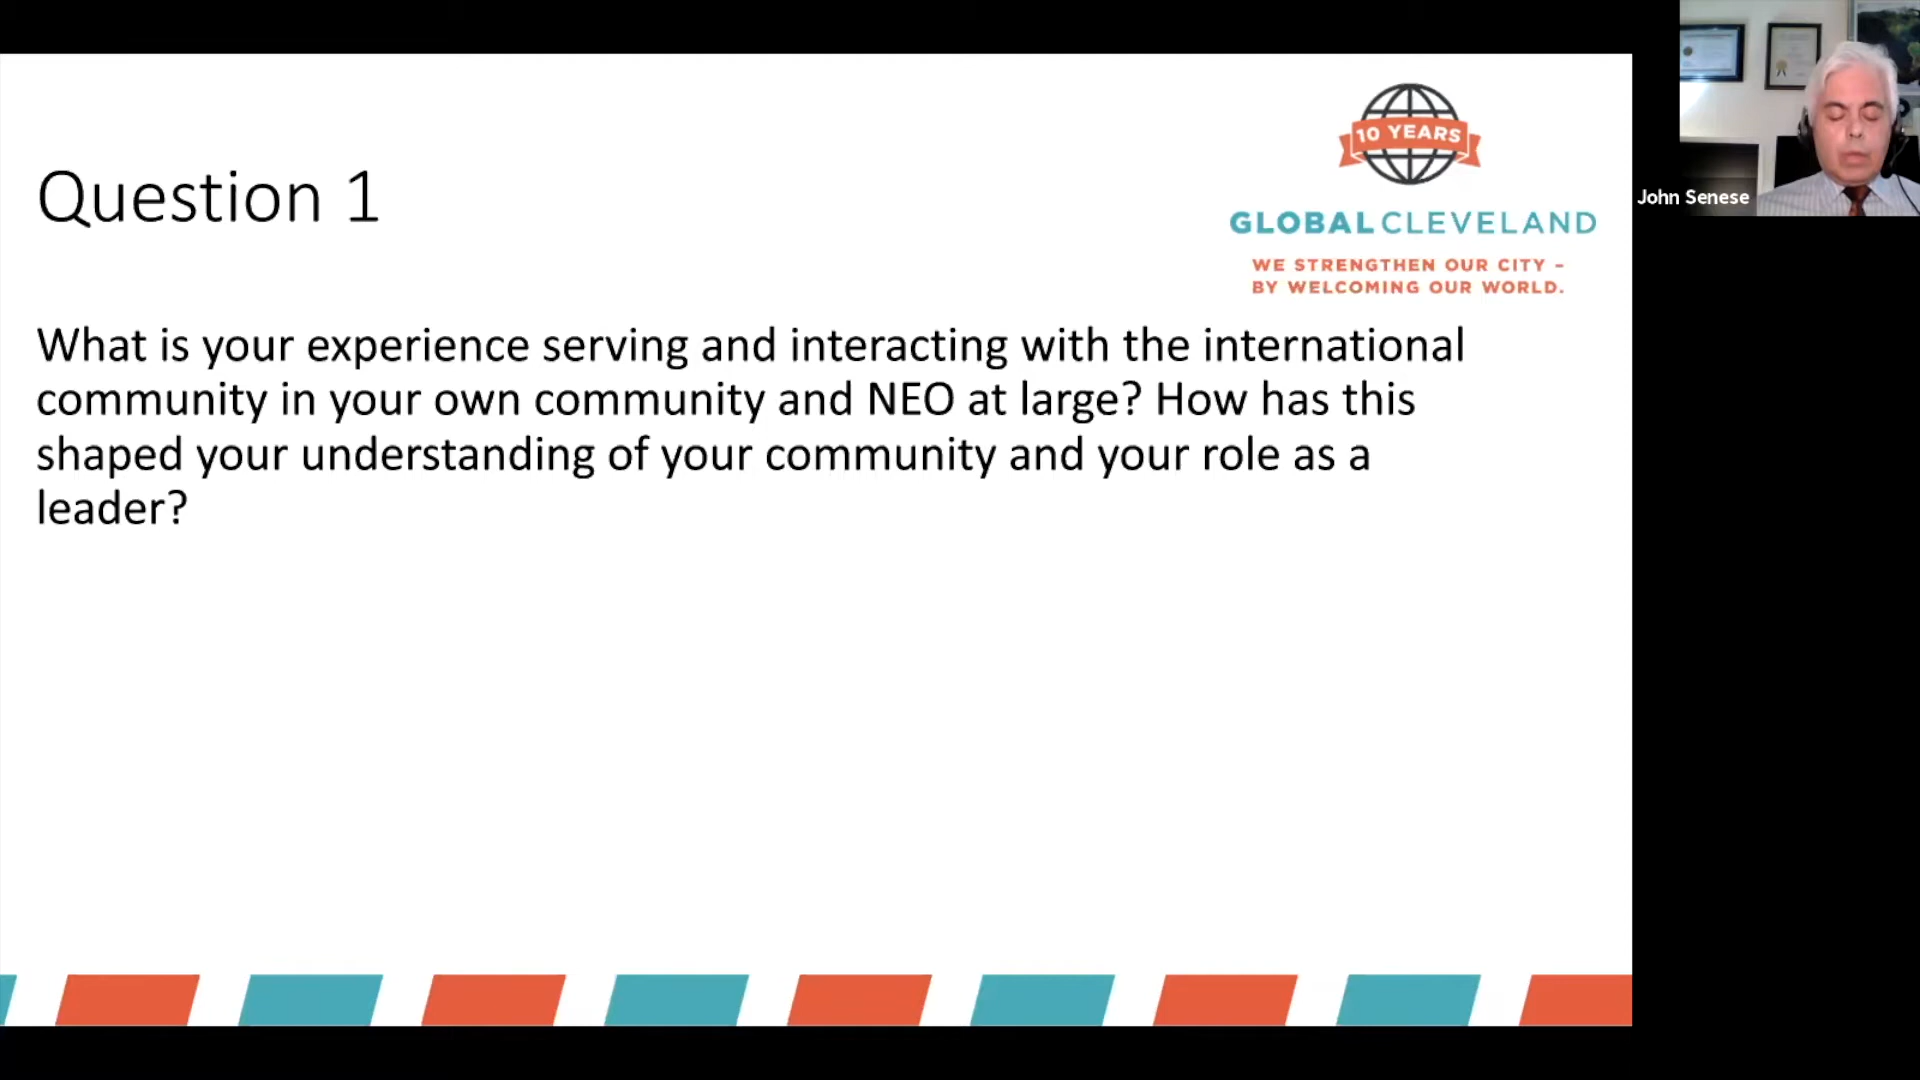 10 YEARS
GLOBAL CLEVELAND
WE STRENGTHEN OUR CITY –
BY WELCOMING OUR WORLD.
Question 1
What is your experience serving and interacting with the international
community in your own community and NEO at large? How has this
shaped your understanding of your community and your role as a
leader?
John Senese